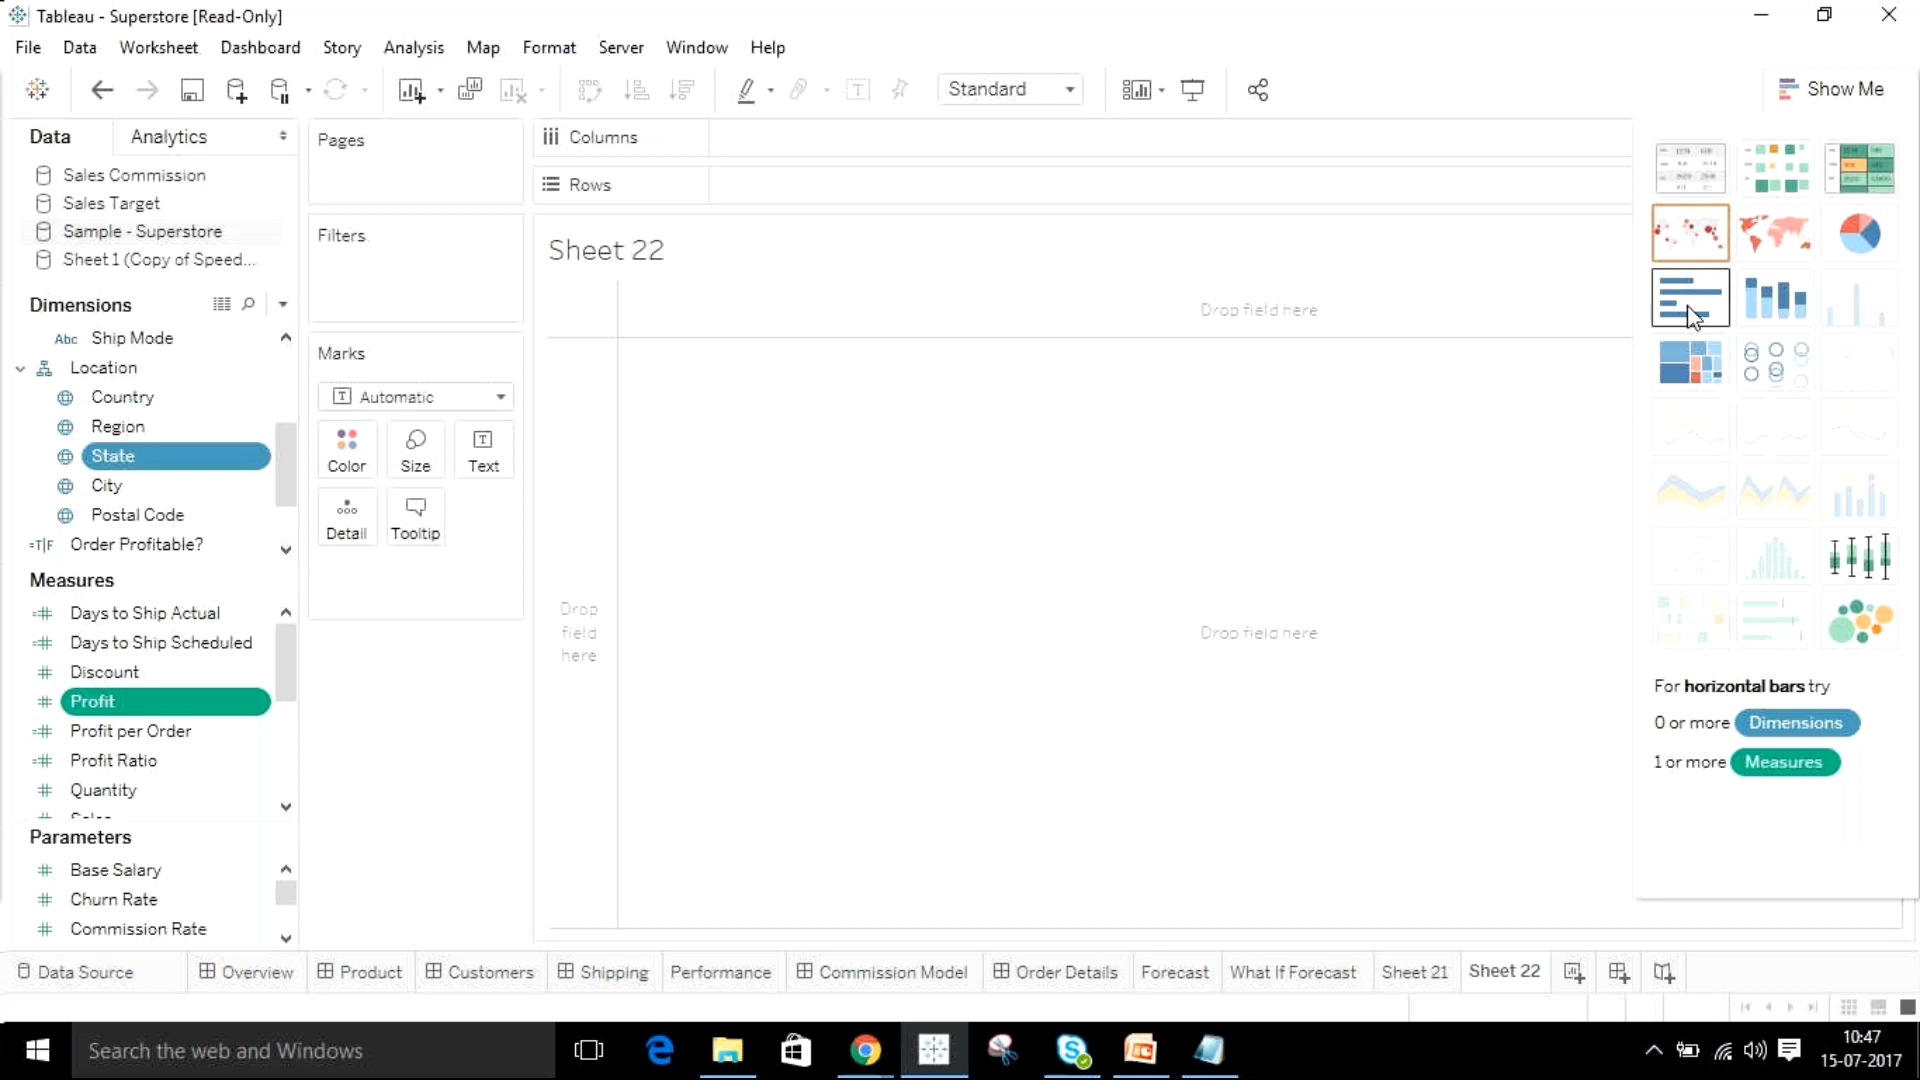 Tableau - Superstore [Read-Only]
File Data Worksheet Dashboard Story Analysis Map Format Server Window Help
Standard
Show Me
Data Analytics
Sales Commission
Sales Target
Sample - Superstore
Sheet 1 (Copy of Speed...
Dimensions
Abc Ship Mode
Location
Country
Region
State
City
Postal Code
=T|F Order Profitable?
Measures
=# Days to Ship Actual
=# Days to Ship Scheduled
# Discount
# Profit
=# Profit per Order
=# Profit Ratio
# Quantity
Parameters
# Base Salary
# Churn Rate
# Commission Rate
Pages
Filters
Marks
Automatic
Color Size Text
Detail Tooltip
Columns
Rows
Sheet 22
Drop field here
Drop
field
here
Drop field here
For horizontal bars try
0 or more Dimensions
1 or more Measures
Data Source Overview Product Customers Shipping Performance Commission Model Order Details Forecast What If Forecast Sheet 21 Sheet 22
Search the web and Windows
10:47
15-07-2017